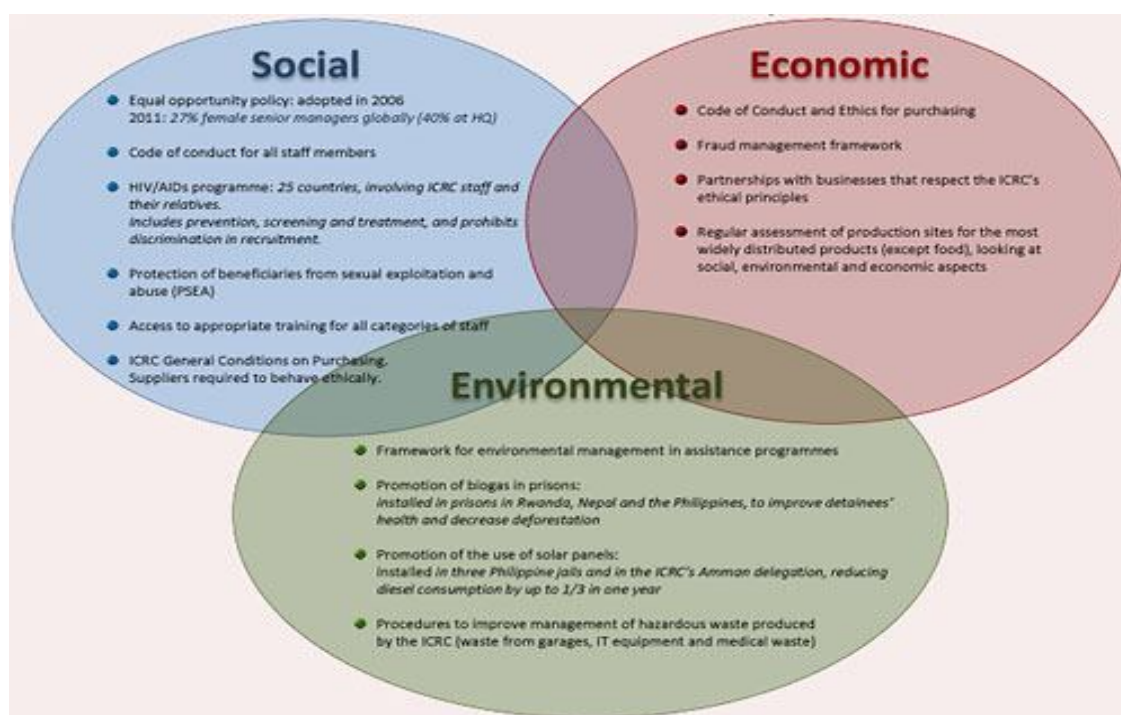 Social
Equal opportunity policy: adopted in 2006
2011: 27% female senior managers globally (40% at HQ)
Code of conduct for all staff members
HIV/AIDs programme: 25 countries, involving ICRC staff and
their relatives.
Includes prevention, screening and treatment, and prohibits
discrimination in recruitment.
Protection of beneficiaries from sexual exploitation and
abuse (PSEA)
Access to appropriate training for all categories of staff
ICRC General Conditions on Purchasing.
Suppliers required to behave ethically.
Economic
Code of Conduct and Ethics for purchasing
Fraud management framework
Partnerships with businesses that respect the ICRC's
ethical principles
Regular assessment of production sites for the most
widely distributed products (except food), looking at
social, environmental and economic aspects
Environmental
Framework for environmental management in assistance programmes
Promotion of biogas in prisons:
installed in prisons in Rwanda, Nepal and the Philippines, to improve detainees'
health and decrease deforestation
Promotion of the use of solar panels:
Installed in three Philippine jails and in the ICRC's Amman delegation, reducing
diesel consumption by up to 1/3 in one year
Procedures to improve management of hazardous waste produced
by the ICRC (waste from garages, IT equipment and medical waste)